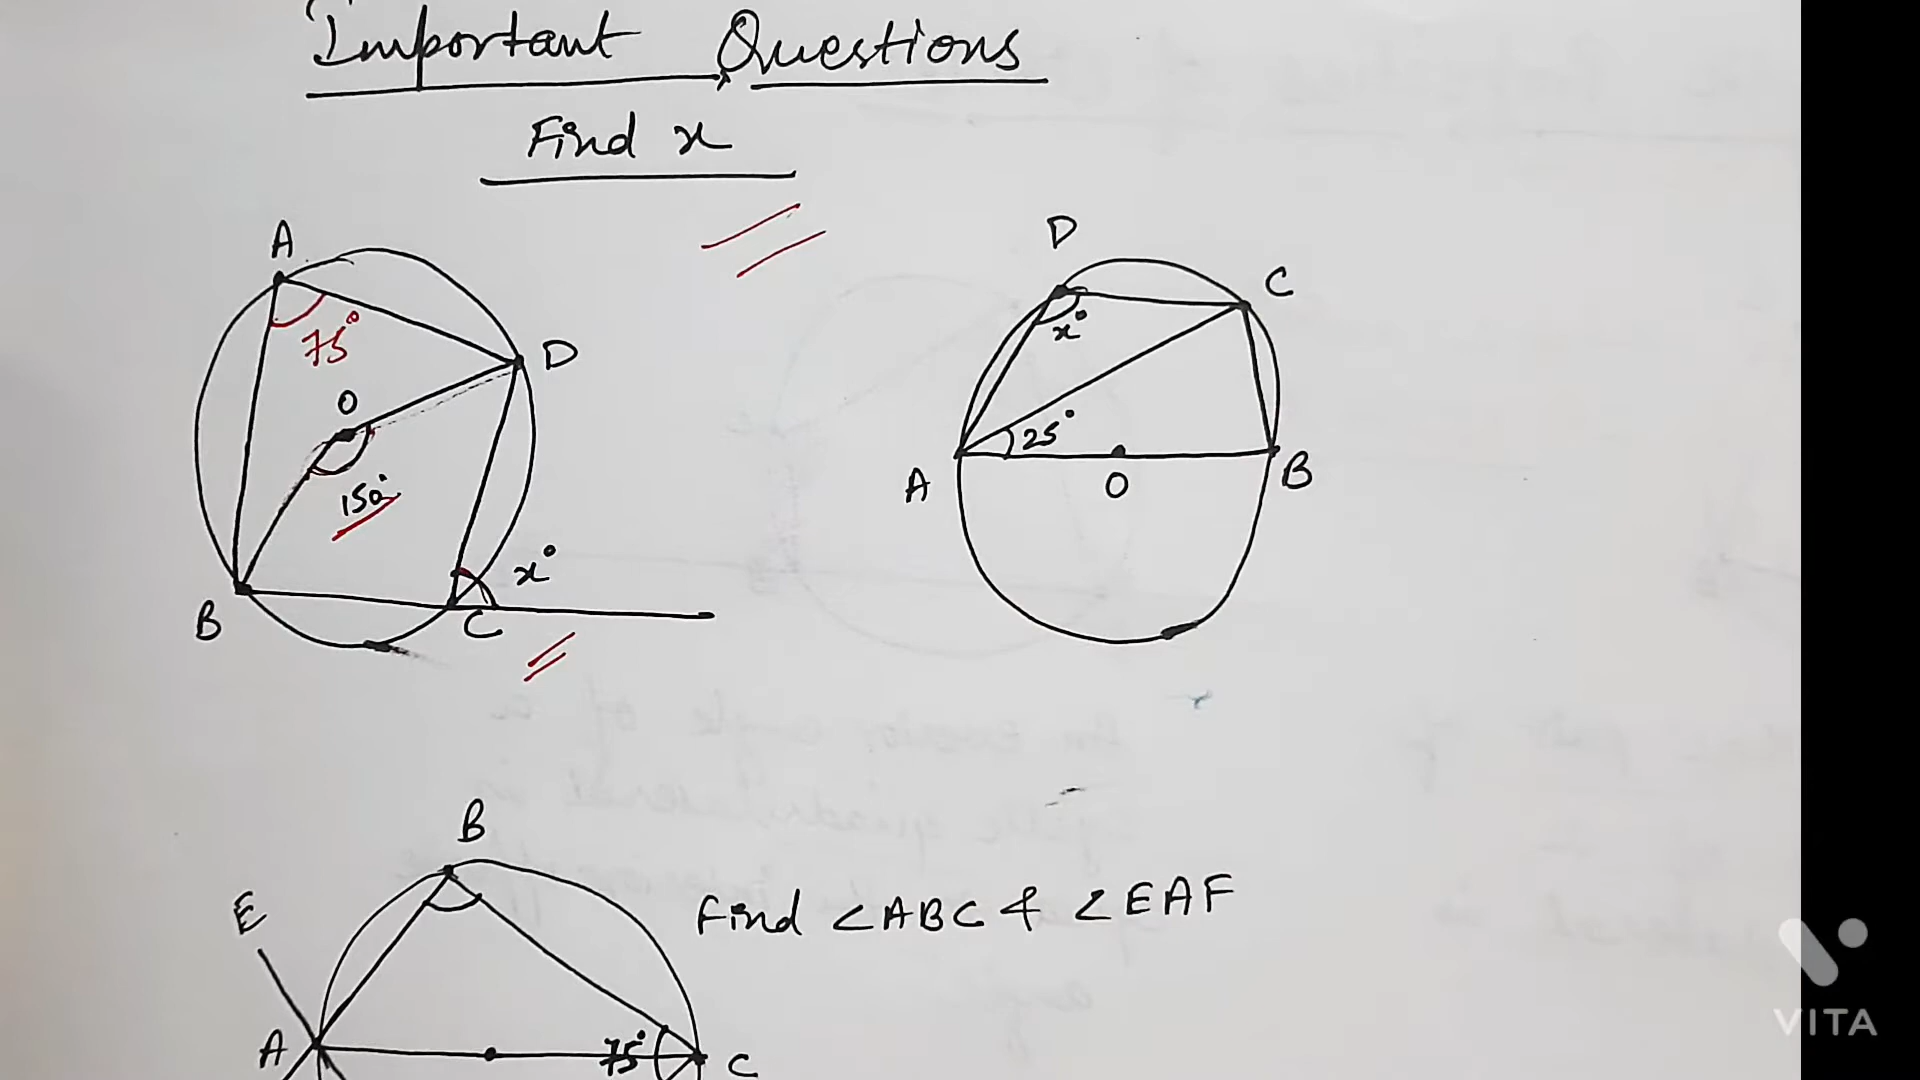 Important Questions
Find x
A
75°
D
O
150°
x°
B
C
D
C
x°
25°
A
O
B
B
E
Find ∠ABC & ∠EAF
A
75°
C
VITA